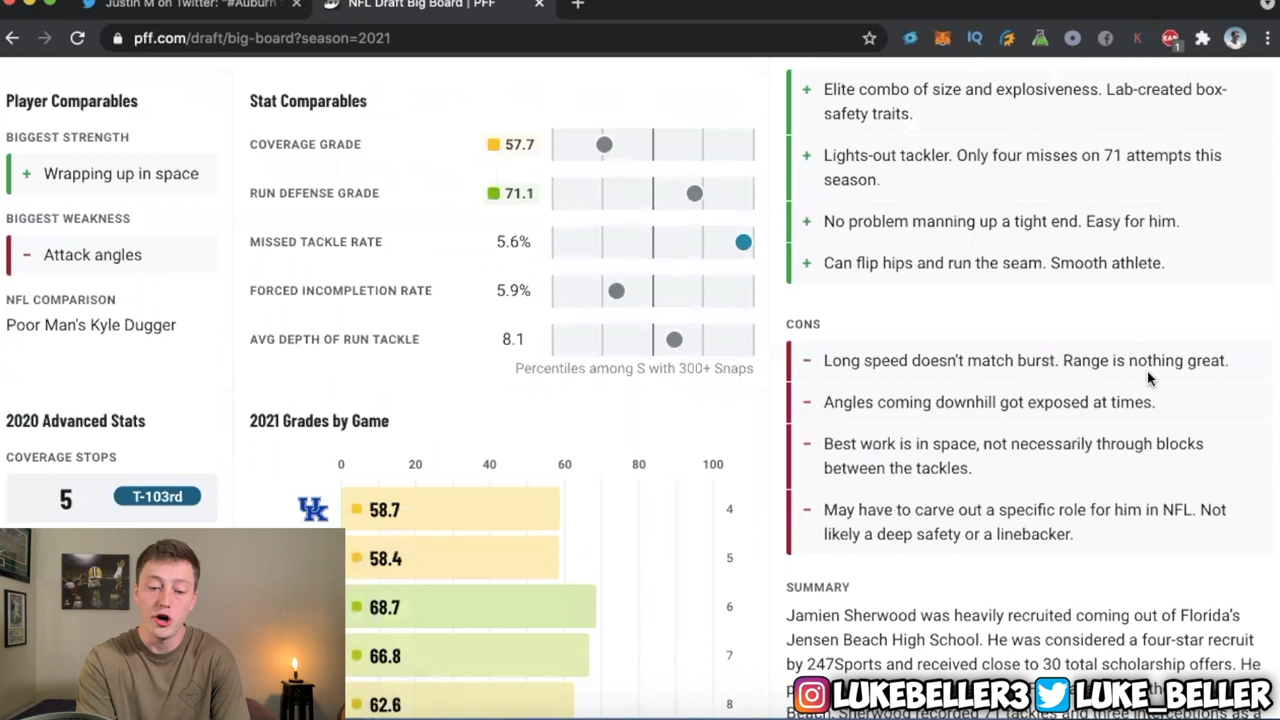 Justin M on Twitter: "#Auburn S
NFL Draft Big Board | PFF
pff.com/draft/big-board?season=2021
IQ
K
1
Player Comparables
BIGGEST STRENGTH
+ Wrapping up in space
BIGGEST WEAKNESS
- Attack angles
NFL COMPARISON
Poor Man's Kyle Dugger
2020 Advanced Stats
COVERAGE STOPS
5 T-103rd
Stat Comparables
COVERAGE GRADE 57.7
RUN DEFENSE GRADE 71.1
MISSED TACKLE RATE 5.6%
FORCED INCOMPLETION RATE 5.9%
AVG DEPTH OF RUN TACKLE 8.1
Percentiles among S with 300+ Snaps
2021 Grades by Game
0 20 40 60 80 100
UK 58.7 4
58.4 5
68.7 6
66.8 7
62.6 8
+ Elite combo of size and explosiveness. Lab-created box-
safety traits.
+ Lights-out tackler. Only four misses on 71 attempts this
season.
+ No problem manning up a tight end. Easy for him.
+ Can flip hips and run the seam. Smooth athlete.
CONS
- Long speed doesn't match burst. Range is nothing great.
- Angles coming downhill got exposed at times.
- Best work is in space, not necessarily through blocks
between the tackles.
- May have to carve out a specific role for him in NFL. Not
likely a deep safety or a linebacker.
SUMMARY
Jamien Sherwood was heavily recruited coming out of Florida's
Jensen Beach High School. He was considered a four-star recruit
by 247Sports and received close to 30 total scholarship offers. He
LUKEBELLER3 LUKE_BELLER